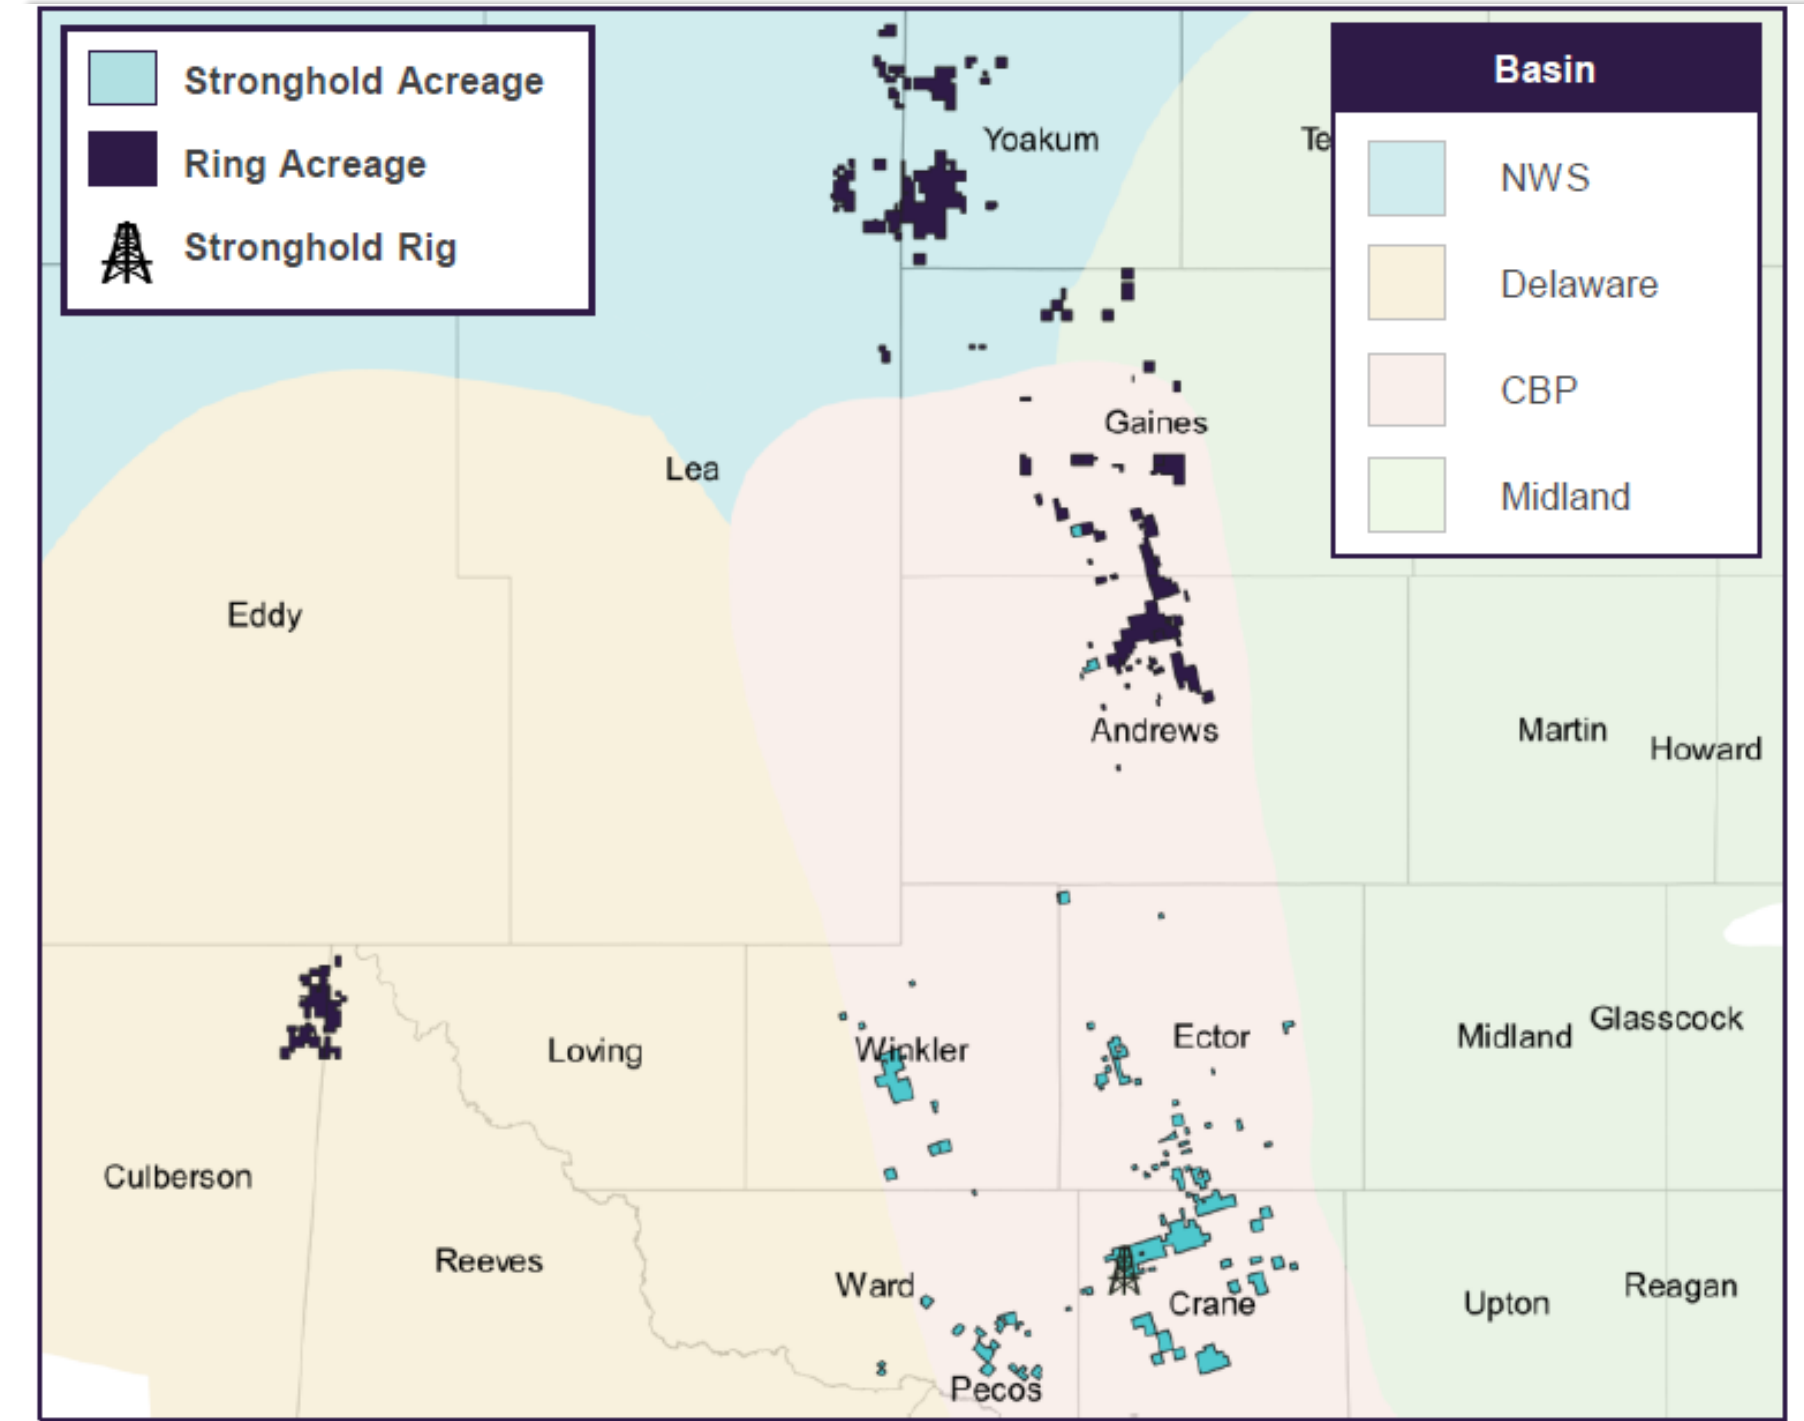 Stronghold Acreage
Ring Acreage
Stronghold Rig
Basin
NWS
Delaware
CBP
Midland
Yoakum
Te
Gaines
Lea
Eddy
Andrews
Martin
Howard
Loving
Winkler
Ector
Midland
Glasscock
Culberson
Reeves
Ward
Crane
Upton
Reagan
Pecos